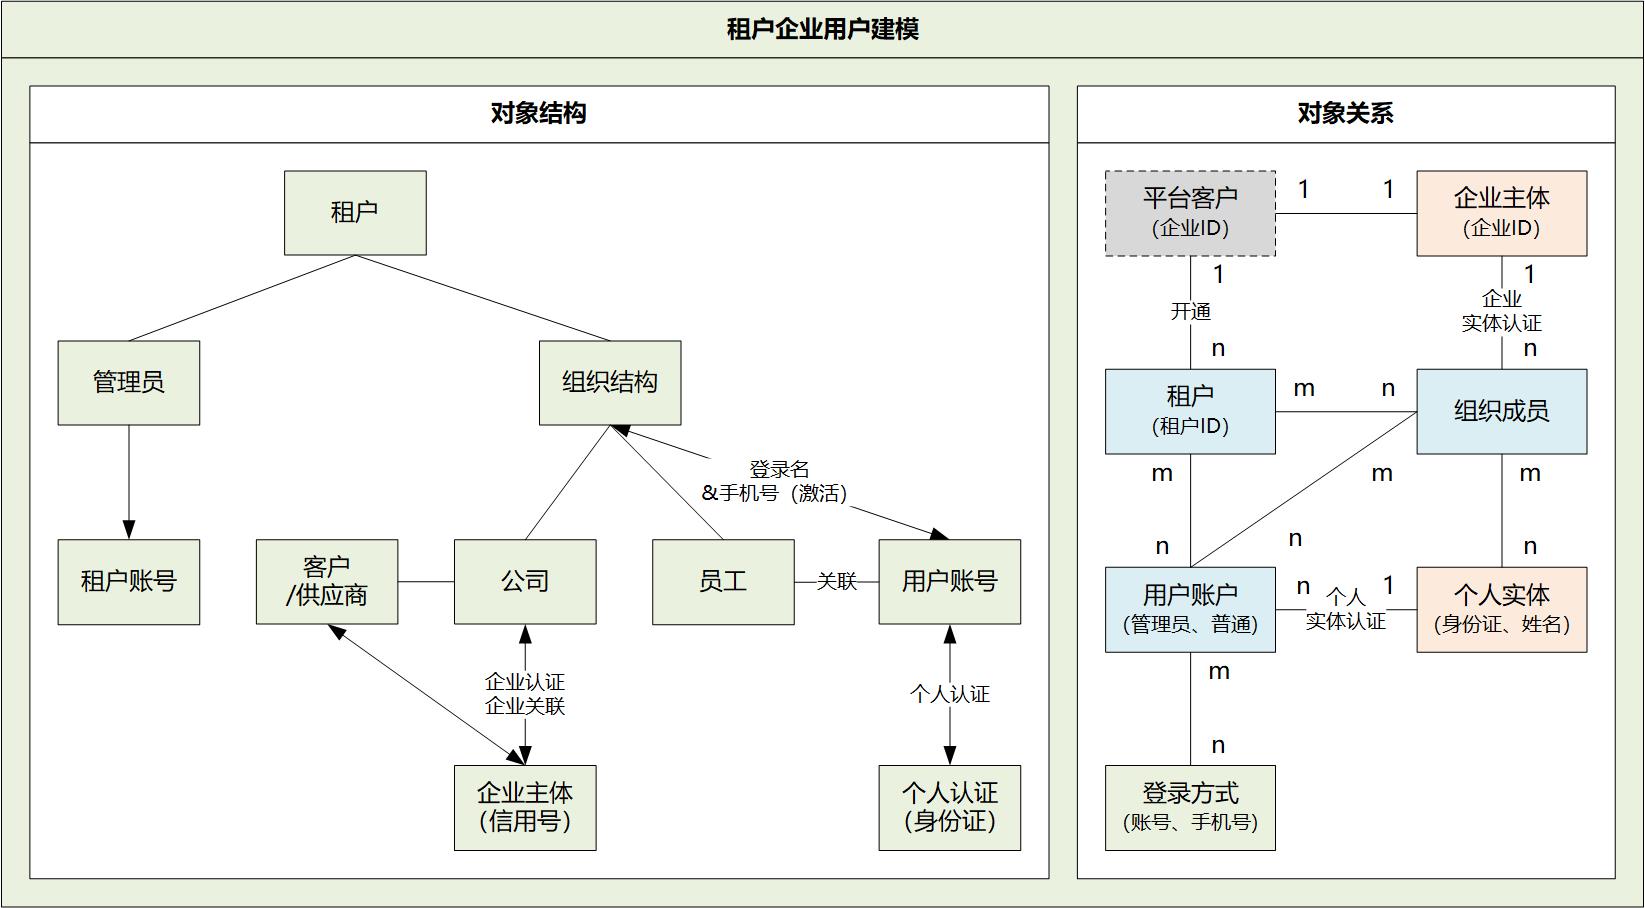 租户企业用户建模
对象结构
租户
管理员
组织结构
登录名
&手机号（激活）
租户账号
客户
/供应商
公司
员工
关联
用户账号
企业认证
企业关联
个人认证
企业主体
（信用号）
个人认证
（身份证）
对象关系
平台客户
（企业ID）
1
1
企业主体
（企业ID）
1
开通
n
1
企业
实体认证
n
租户
（租户ID）
m
n
组织成员
m
n
m
n
m
n
用户账户
（管理员、普通）
n
个人
实体认证
1
个人实体
（身份证、姓名）
m
n
登录方式
（账号、手机号）